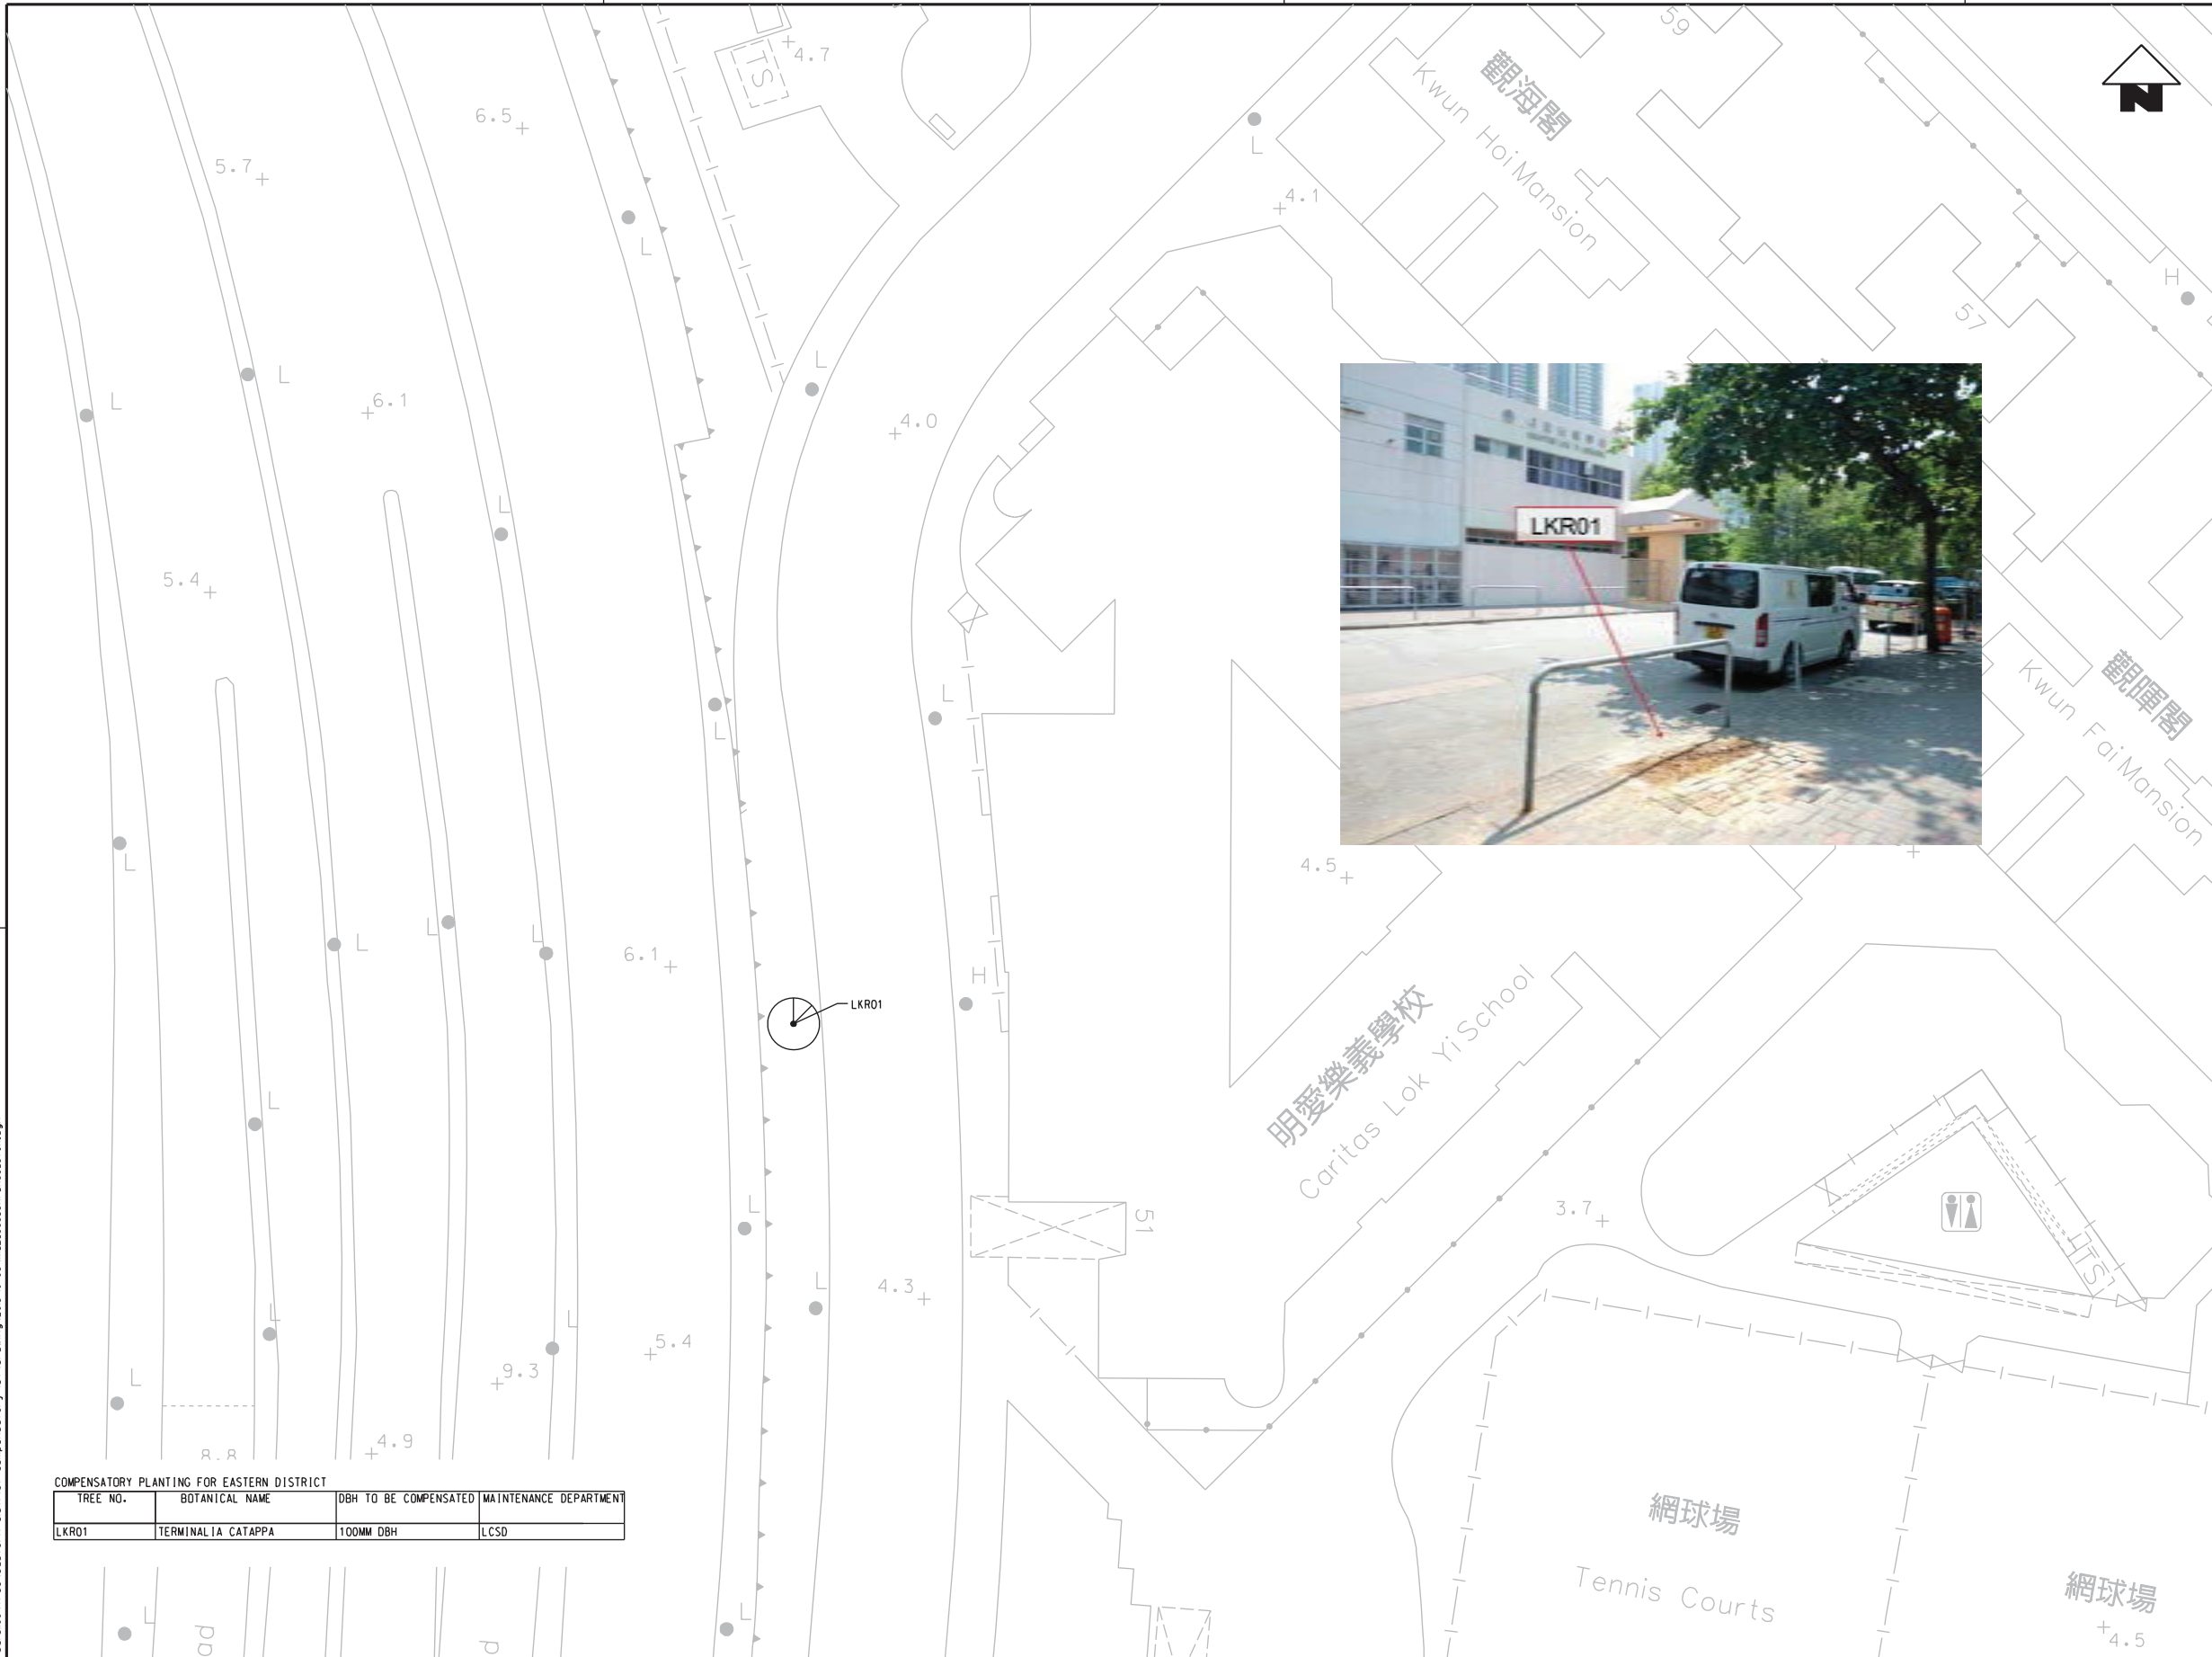 TS
4.7
59
觀海閣
Kwun Hoi Mansion
N
6.5
L
5.7
4.1
L
H
57
L
L
L
6.1
4.0
L
LKR01
5.4
L
L
觀暉閣
Kwun Fai Mansion
L
4.5
L
L
L
L
6.1
H
LKR01
明愛樂義學校
Caritas Lok Yi School
L
L
51
3.7
TS
4.3
L
L
L
5.4
9.3
L
4.9
8.8
COMPENSATORY PLANTING FOR EASTERN DISTRICT
TREE NO. BOTANICAL NAME DBH TO BE COMPENSATED MAINTENANCE DEPARTMENT
LKR01 TERMINALIA CATAPPA 100MM DBH LCSD
網球場
Tennis Courts
網球場
4.5
L
L